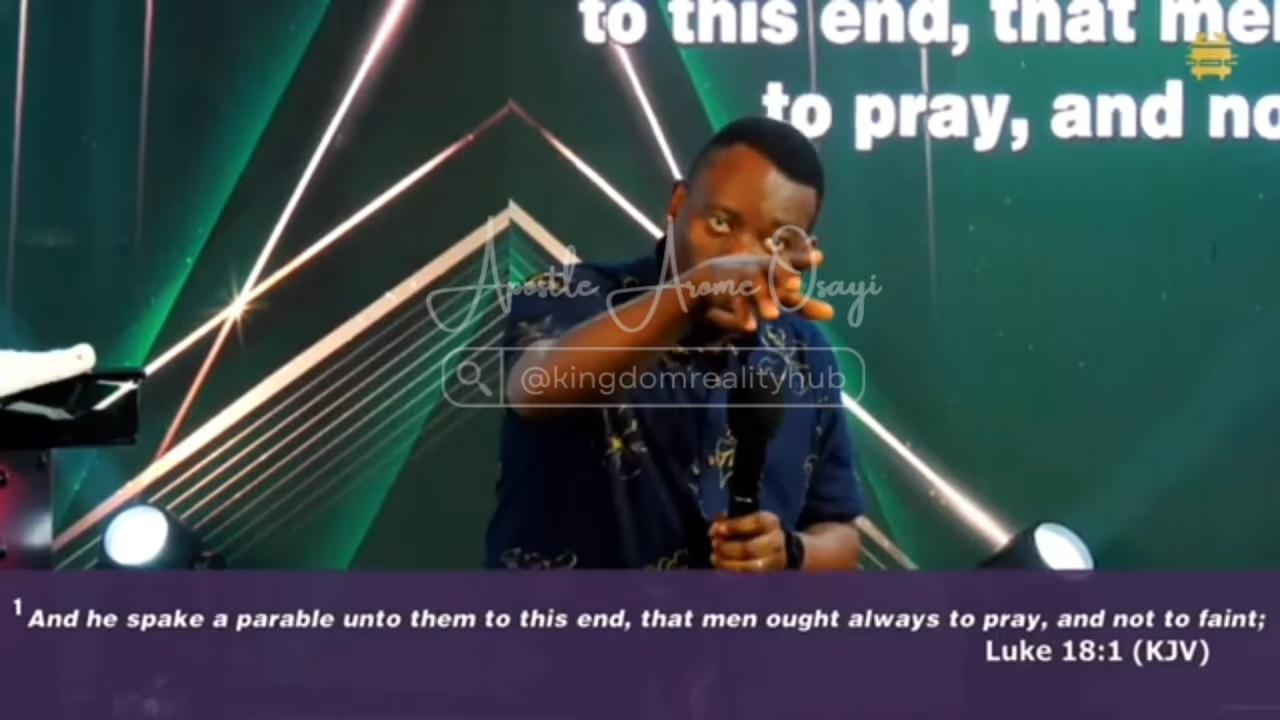 to this end, that me
to pray, and no
Apostle Arome Osayi
@kingdomrealityhub
1 And he spake a parable unto them to this end, that men ought always to pray, and not to faint;
Luke 18:1 (KJV)